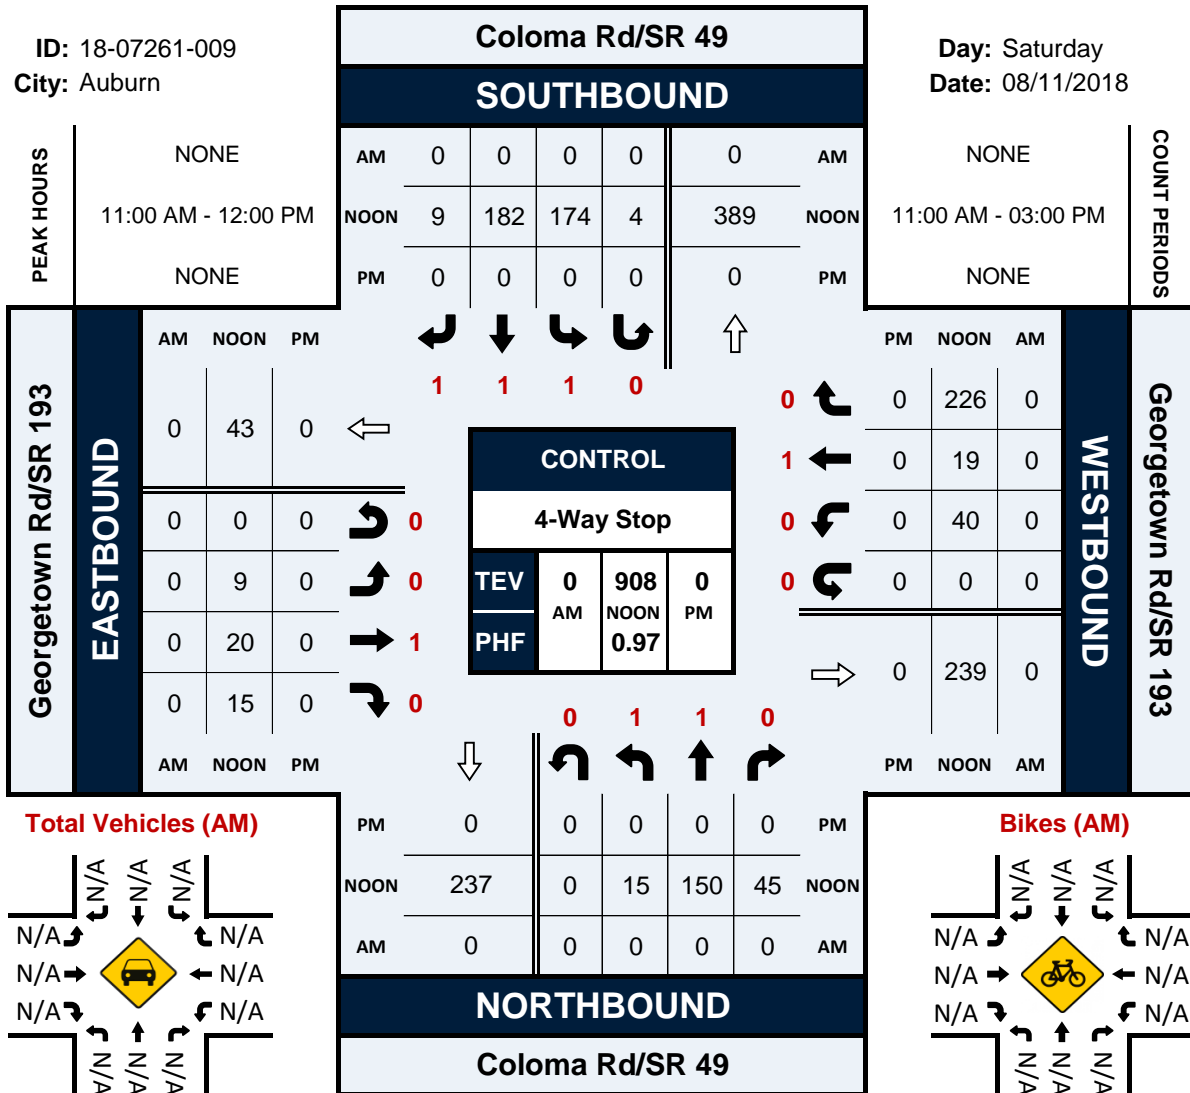 Coloma Rd/SR 49
ID: 18-07261-009
Day: Saturday
City: Auburn
SOUTHBOUND
Date: 08/11/2018
PEAK HOURS
NONE
11:00 AM - 12:00 PM
NONE
AM 0 0 0 0 0 AM
NOON 9 182 174 4 389 NOON
PM 0 0 0 0 0 PM
NONE
11:00 AM - 03:00 PM
NONE
COUNT PERIODS
1 1 1 0
Georgetown Rd/SR 193
EASTBOUND
AM NOON PM
0 43 0
0 0 0 0
0 9 0 0
0 20 0 1
0 15 0 0
AM NOON PM
CONTROL
4-Way Stop
TEV 0 908 0
AM NOON PM
PHF 0.97
PM NOON AM
0 0 226 0
1 0 19 0
0 0 40 0
0 0 0 0
0 239 0
PM NOON AM
WESTBOUND
Georgetown Rd/SR 193
0 1 1 0
PM 0 0 0 0 0 PM
NOON 237 0 15 150 45 NOON
AM 0 0 0 0 0 AM
NORTHBOUND
Coloma Rd/SR 49
Total Vehicles (AM)
N/A N/A N/A
N/A N/A
N/A N/A
N/A N/A
N/A N/A N/A
Bikes (AM)
N/A N/A N/A
N/A N/A
N/A N/A
N/A N/A
N/A N/A N/A